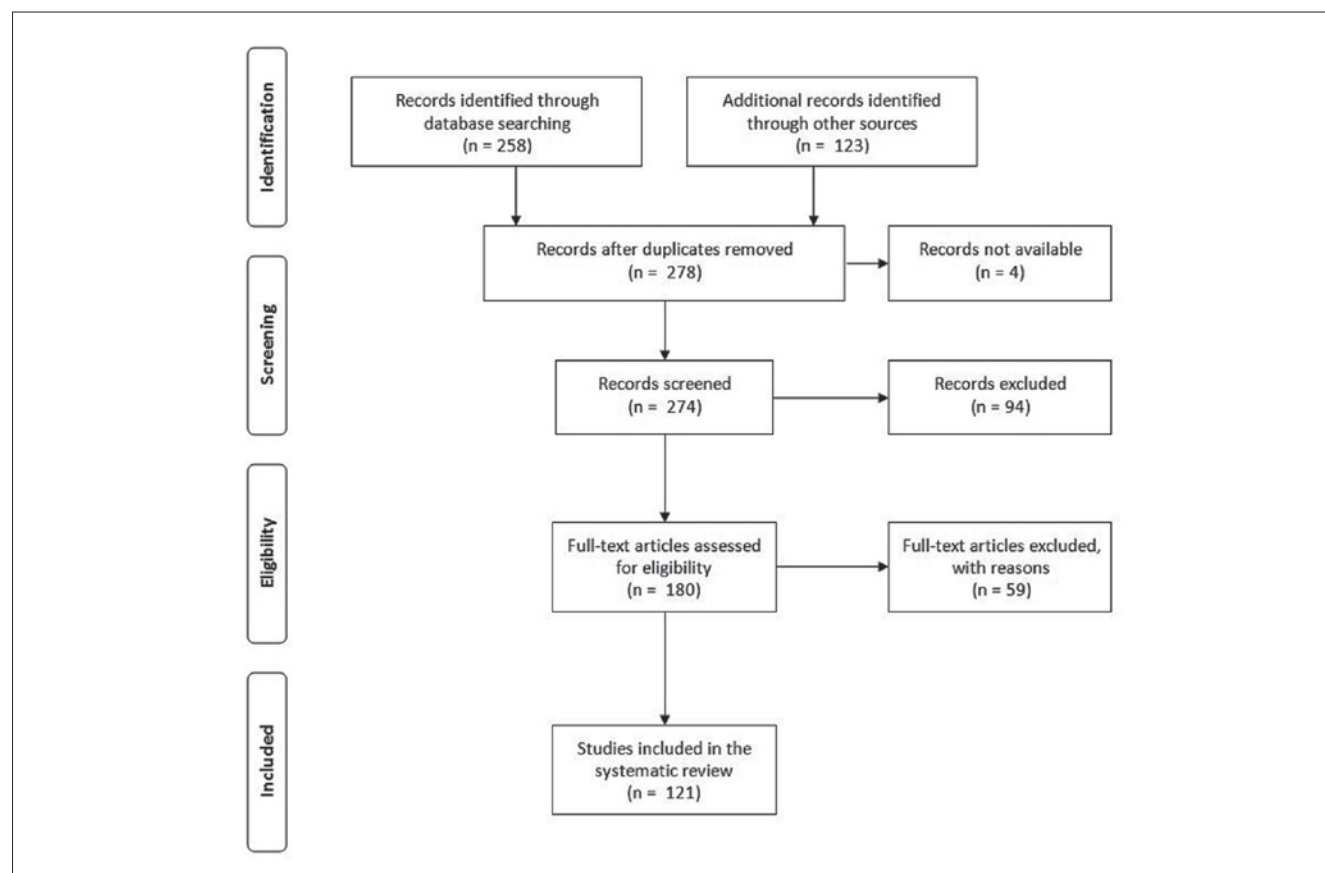 Identification
Records identified through
database searching
(n = 258)
Additional records identified
through other sources
(n = 123)
Records after duplicates removed
(n = 278)
Records not available
(n = 4)
Screening
Records screened
(n = 274)
Records excluded
(n = 94)
Eligibility
Full-text articles assessed
for eligibility
(n = 180)
Full-text articles excluded,
with reasons
(n = 59)
Included
Studies included in the
systematic review
(n = 121)